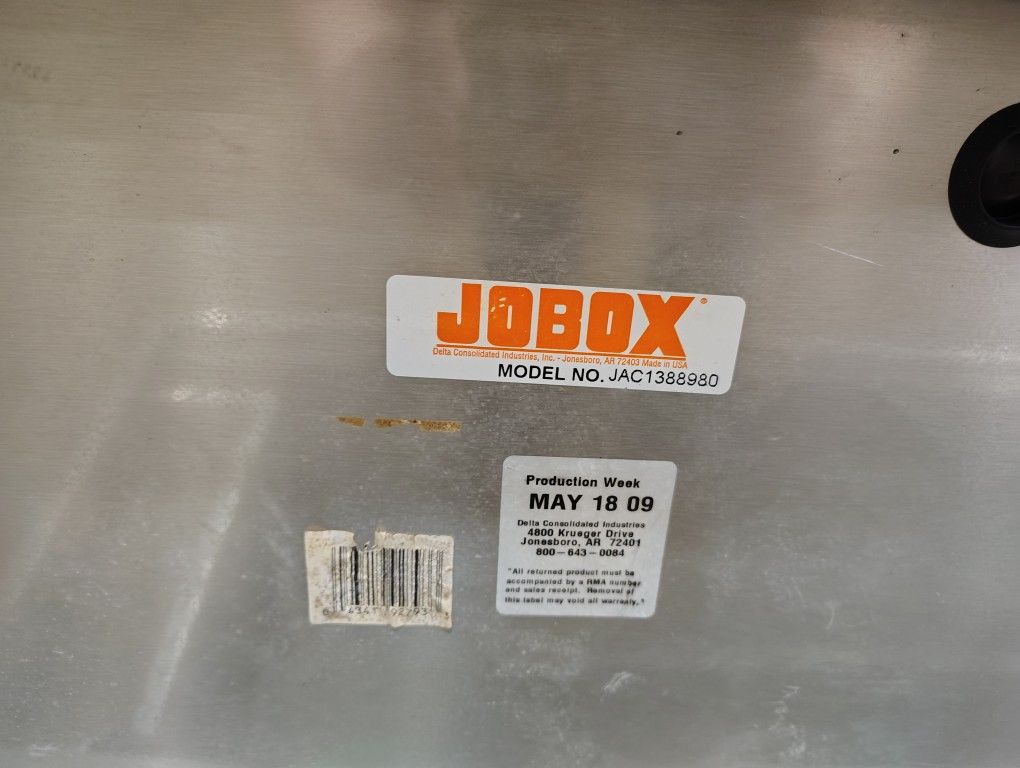 JOBOX®
Delta Consolidated Industries, Inc. - Jonesboro, AR 72403 Made in USA
MODEL NO. JAC1388980
Production Week
MAY 18 09
Delta Consolidated Industries
4800 Krueger Drive
Jonesboro, AR 72401
800-643-0084
"All returned product must be
accompanied by a RMA number
and sales receipt. Removal of
this label may void all warranty."